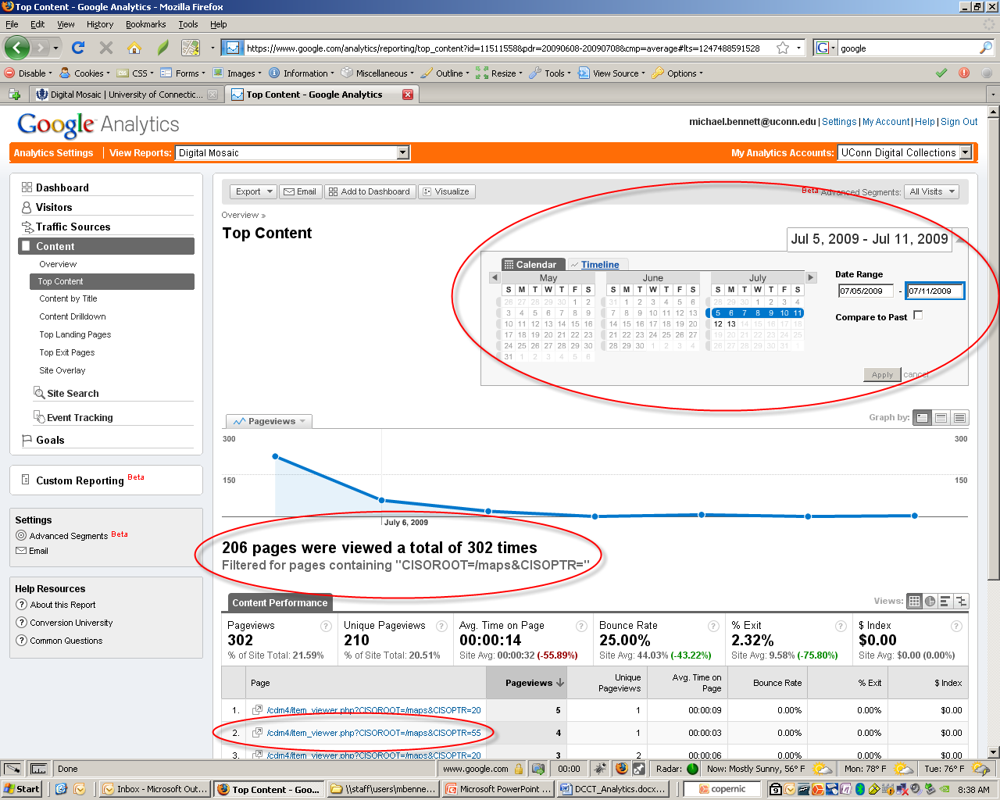 Top Content - Google Analytics - Mozilla Firefox
File Edit View History Bookmarks Tools Help
https://www.google.com/analytics/reporting/top_content?id=11511558&pdr=20090608-20090708&cmp=average#lts=1247488591528
google
Disable Cookies CSS Forms Images Information Miscellaneous Outline Resize Tools View Source Options
Digital Mosaic | University of Connectic...
Top Content - Google Analytics
Google Analytics
michael.bennett@uconn.edu | Settings | My Account | Help | Sign Out
Analytics Settings | View Reports: Digital Mosaic
My Analytics Accounts: UConn Digital Collections
Dashboard
Visitors
Traffic Sources
Content
Overview
Top Content
Content by Title
Content Drilldown
Top Landing Pages
Top Exit Pages
Site Overlay
Site Search
Event Tracking
Goals
Custom Reporting Beta
Settings
Advanced Segments Beta
Email
Help Resources
About this Report
Conversion University
Common Questions
Export Email Add to Dashboard Visualize
Beta Advanced Segments: All Visits
Overview »
Top Content
Jul 5, 2009 - Jul 11, 2009
Calendar Timeline
May June July
S M T W T F S S M T W T F S S M T W T F S
26 27 28 29 30 1 2 31 1 2 3 4 5 6 28 29 30 1 2 3 4
3 4 5 6 7 8 9 7 8 9 10 11 12 13 5 6 7 8 9 10 11
10 11 12 13 14 15 16 14 15 16 17 18 19 20 12 13 14 15 16 17 18
17 18 19 20 21 22 23 21 22 23 24 25 26 27 19 20 21 22 23 24 25
24 25 26 27 28 29 30 28 29 30 1 2 3 4 26 27 28 29 30 31 1
31 1 2 3 4 5 6
Date Range
07/05/2009 - 07/11/2009
Compare to Past
Apply cancel
Pageviews
Graph by:
300 300
150 150
July 6, 2009
206 pages were viewed a total of 302 times
Filtered for pages containing "CISOROOT=/maps&CISOPTR="
Content Performance
Views:
Pageviews Unique Pageviews Avg. Time on Page Bounce Rate % Exit $ Index
302 210 00:00:14 25.00% 2.32% $0.00
% of Site Total: 21.59% % of Site Total: 20.51% Site Avg: 00:00:32 (-55.89%) Site Avg: 44.03% (-43.22%) Site Avg: 9.58% (-75.80%) Site Avg: $0.00 (0.00%)
Page Pageviews Unique Pageviews Avg. Time on Page Bounce Rate % Exit $ Index
1. /cdm4/item_viewer.php?CISOROOT=/maps&CISOPTR=20 5 1 00:00:09 0.00% 0.00% $0.00
2. /cdm4/item_viewer.php?CISOROOT=/maps&CISOPTR=55 4 1 00:00:03 0.00% 0.00% $0.00
3. /cdm4/item_viewer.php?CISOROOT=/maps&CISOPTR=20 3 2 00:00:06 0.00% 0.00% $0.00
Done www.google.com 00:00 Radar: Now: Mostly Sunny, 56° F Mon: 78° F Tue: 76° F
Start Inbox - Microsoft Out... Top Content - Goo... \\staff\users\mbenne... Microsoft PowerPoint ... DCCT_Analytics.docx... copernic 8:38 AM